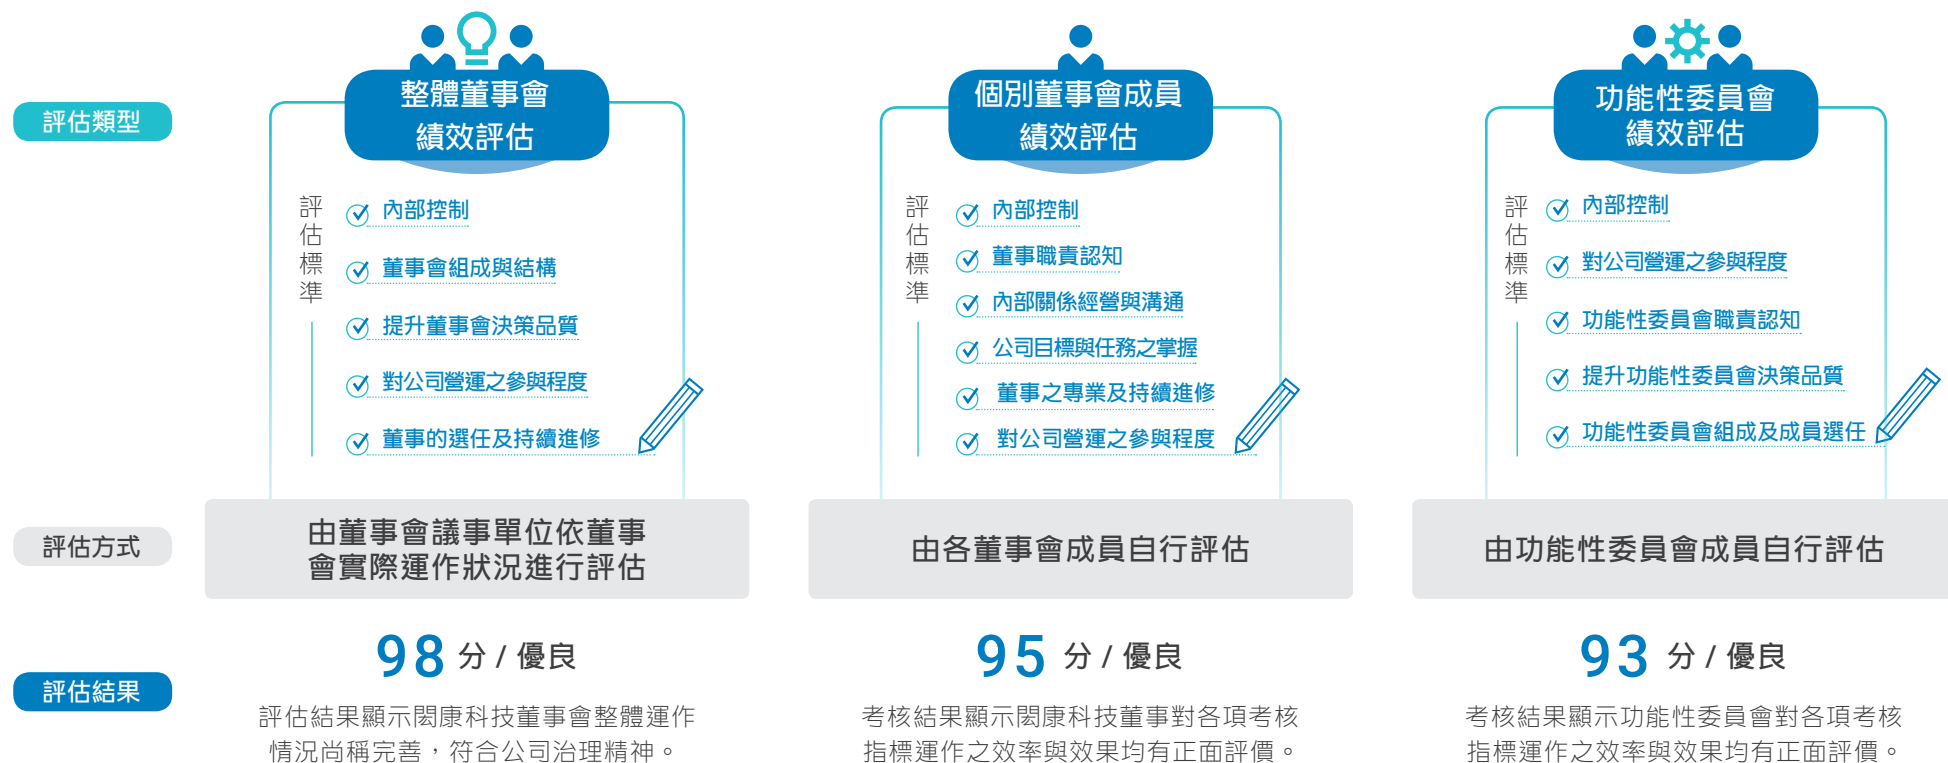 評估類型
整體董事會
績效評估
評估標準
內部控制
董事會組成與結構
提升董事會決策品質
對公司營運之參與程度
董事的選任及持續進修
個別董事會成員
績效評估
評估標準
內部控制
董事職責認知
內部關係經營與溝通
公司目標與任務之掌握
董事之專業及持續進修
對公司營運之參與程度
功能性委員會
績效評估
評估標準
內部控制
對公司營運之參與程度
功能性委員會職責認知
提升功能性委員會決策品質
功能性委員會組成及成員選任
評估方式
由董事會議事單位依董事
會實際運作狀況進行評估
由各董事會成員自行評估
由功能性委員會成員自行評估
評估結果
98 分 / 優良
評估結果顯示閎康科技董事會整體運作
情況尚稱完善，符合公司治理精神。
95 分 / 優良
考核結果顯示閎康科技董事對各項考核
指標運作之效率與效果均有正面評價。
93 分 / 優良
考核結果顯示功能性委員會對各項考核
指標運作之效率與效果均有正面評價。